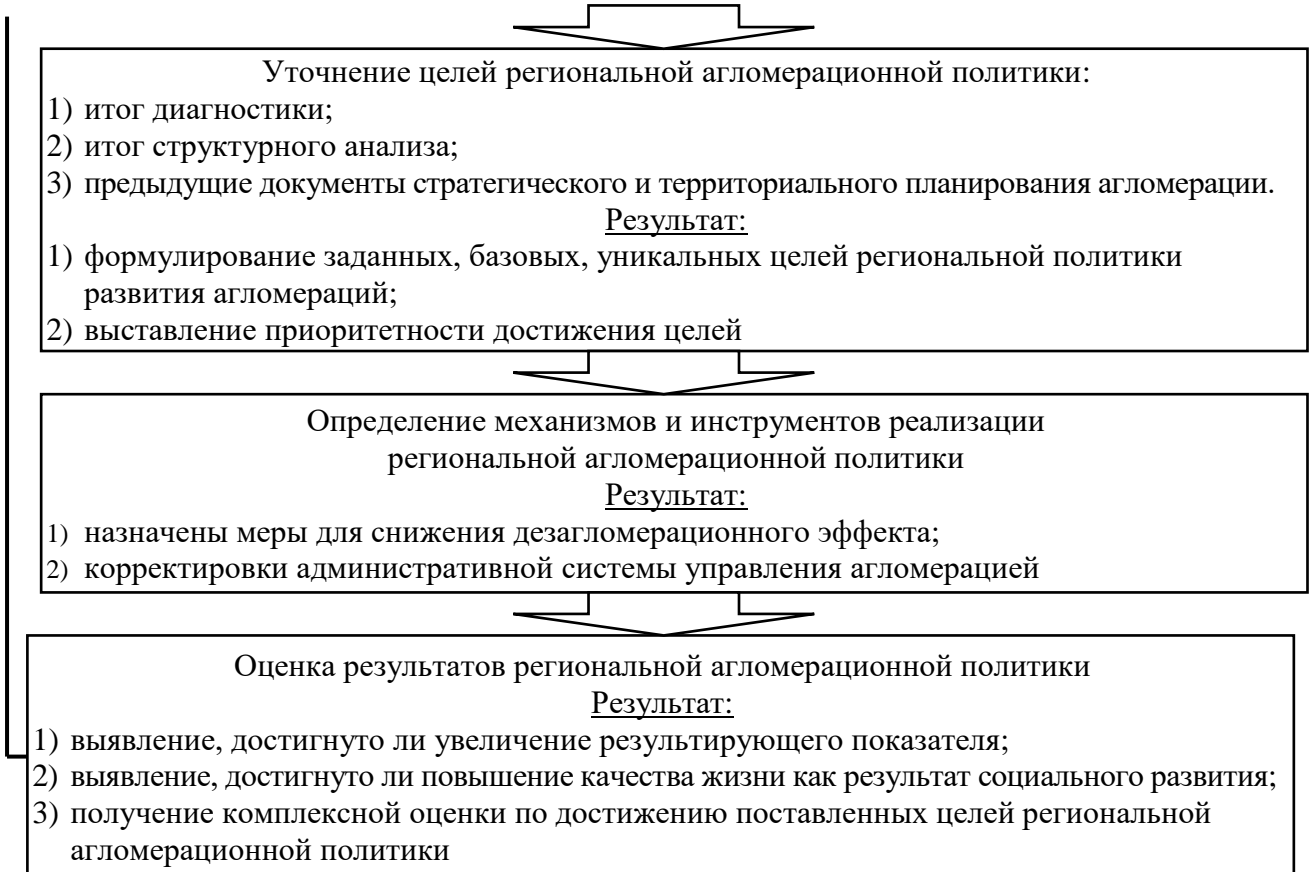 Уточнение целей региональной агломерационной политики:
1) итог диагностики;
2) итог структурного анализа;
3) предыдущие документы стратегического и территориального планирования агломерации.
Результат:
1) формулирование заданных, базовых, уникальных целей региональной политики
развития агломераций;
2) выставление приоритетности достижения целей
Определение механизмов и инструментов реализации
региональной агломерационной политики
Результат:
1) назначены меры для снижения дезагломерационного эффекта;
2) корректировки административной системы управления агломерацией
Оценка результатов региональной агломерационной политики
Результат:
1) выявление, достигнуто ли увеличение результирующего показателя;
2) выявление, достигнуто ли повышение качества жизни как результат социального развития;
3) получение комплексной оценки по достижению поставленных целей региональной
агломерационной политики